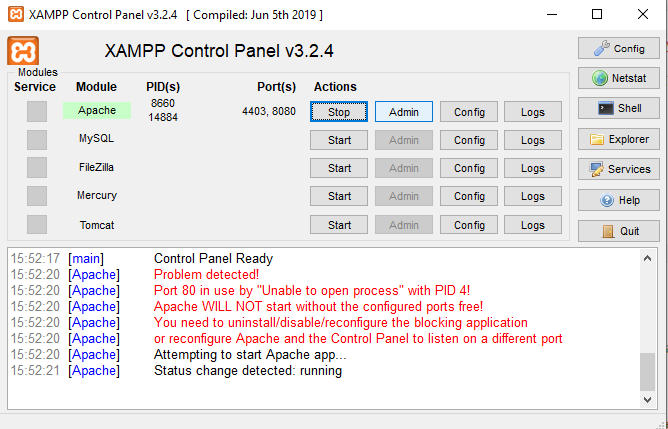 XAMPP Control Panel v3.2.4 [ Compiled: Jun 5th 2019 ]
XAMPP Control Panel v3.2.4
Config
Modules
Service Module PID(s) Port(s) Actions
Netstat
Apache 8660 14884 4403, 8080 Stop Admin Config Logs
Shell
MySQL Start Admin Config Logs
Explorer
FileZilla Start Admin Config Logs
Services
Mercury Start Admin Config Logs
Help
Tomcat Start Admin Config Logs
Quit
15:52:17 [main] Control Panel Ready
15:52:20 [Apache] Problem detected!
15:52:20 [Apache] Port 80 in use by "Unable to open process" with PID 4!
15:52:20 [Apache] Apache WILL NOT start without the configured ports free!
15:52:20 [Apache] You need to uninstall/disable/reconfigure the blocking application
15:52:20 [Apache] or reconfigure Apache and the Control Panel to listen on a different port
15:52:20 [Apache] Attempting to start Apache app...
15:52:21 [Apache] Status change detected: running